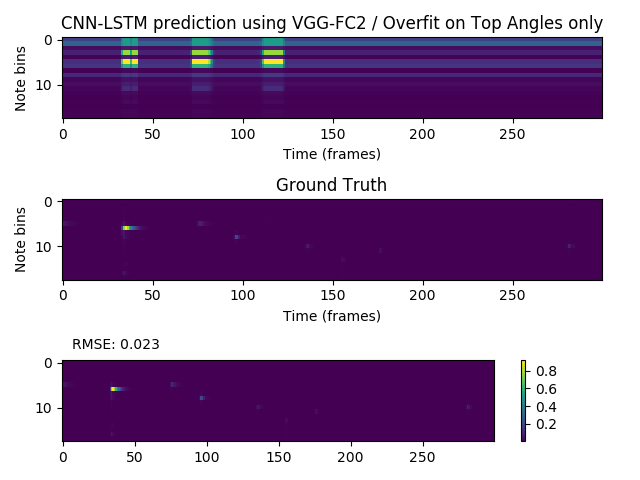 CNN-LSTM prediction using VGG-FC2 / Overfit on Top Angles only
0
10
Note bins
0 50 100 150 200 250
Time (frames)
Ground Truth
0
10
Note bins
0 50 100 150 200 250
Time (frames)
RMSE: 0.023
0
10
0 50 100 150 200 250
0.8
0.6
0.4
0.2